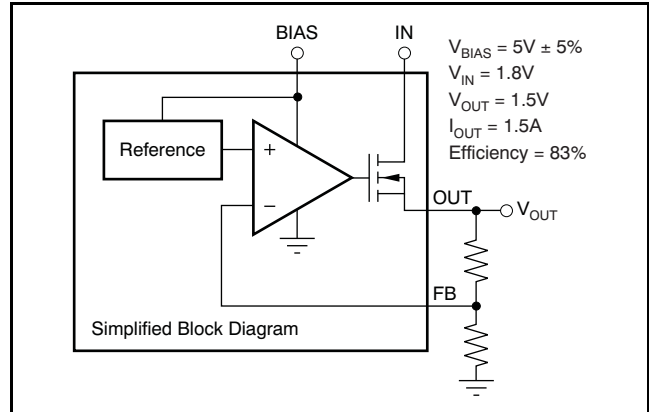 BIAS
IN
V_BIAS = 5V ± 5%
V_IN = 1.8V
V_OUT = 1.5V
I_OUT = 1.5A
Efficiency = 83%
Reference
+
−
OUT
V_OUT
FB
Simplified Block Diagram